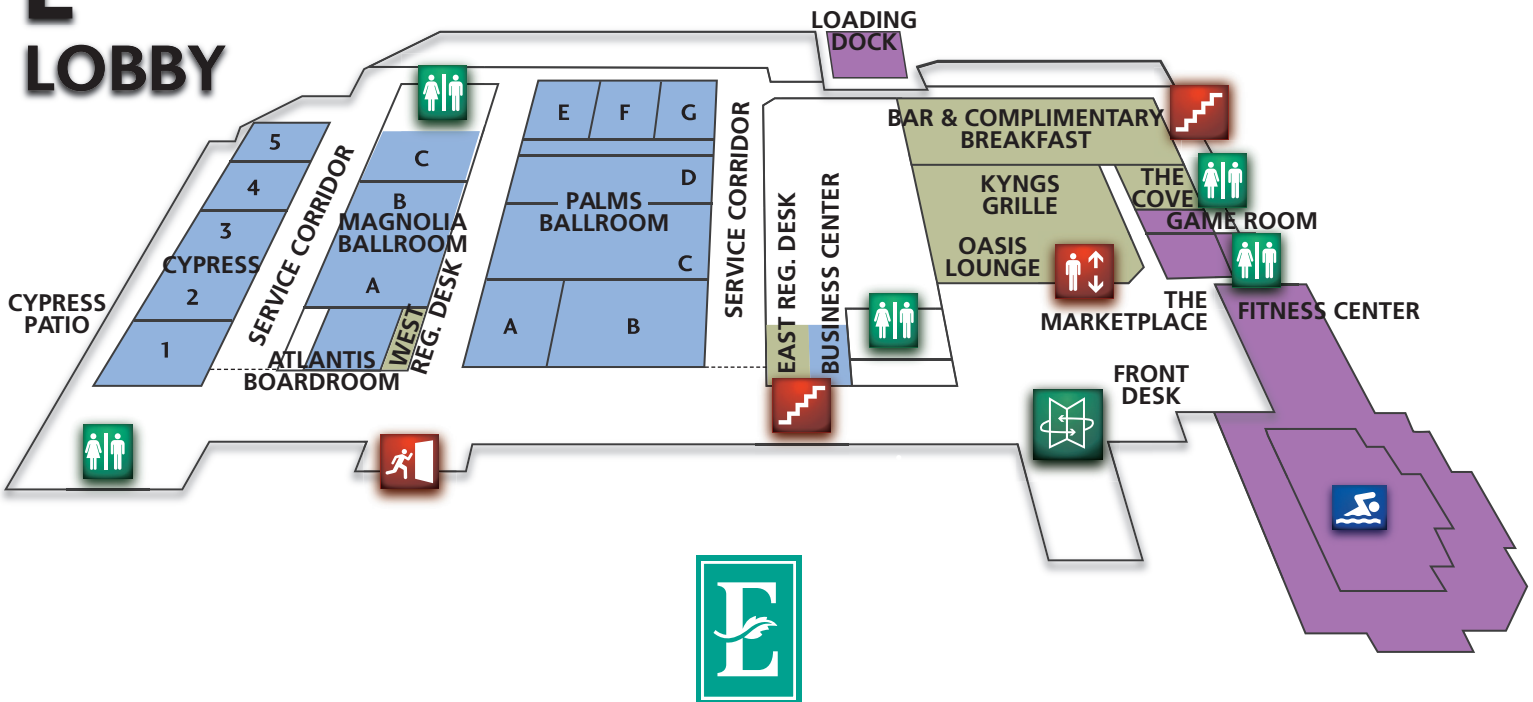 E
LOBBY
LOADING
DOCK
5
4
3
CYPRESS
2
1
CYPRESS
PATIO
SERVICE CORRIDOR
C
B
MAGNOLIA
BALLROOM
A
ATLANTIS
BOARDROOM
WEST
REG. DESK
E
F
G
D
PALMS
BALLROOM
C
A
B
SERVICE CORRIDOR
EAST REG. DESK
BUSINESS CENTER
BAR & COMPLIMENTARY
BREAKFAST
KYNGS
GRILLE
OASIS
LOUNGE
THE
COVE
GAME ROOM
THE
MARKETPLACE
FITNESS CENTER
FRONT
DESK
E